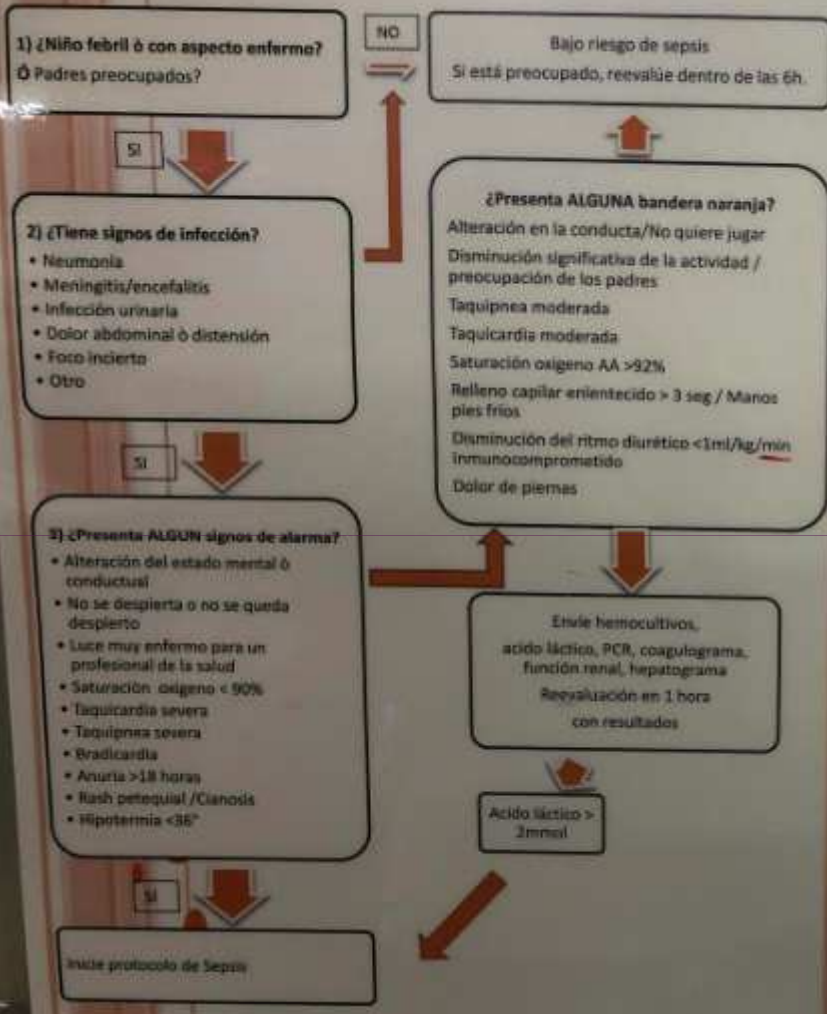 1) ¿Niño febril ò con aspecto enfermo?
Ó Padres preocupados?
NO
Bajo riesgo de sepsis
Si está preocupado, reevalúe dentro de las 6h.
SI
2) ¿Tiene signos de infección?
• Neumonía
• Meningitis/encefalitis
• Infección urinaria
• Dolor abdominal ò distensión
• Foco incierto
• Otro
¿Presenta ALGUNA bandera naranja?
Alteración en la conducta/No quiere jugar
Disminución significativa de la actividad /
preocupación de los padres
Taquipnea moderada
Taquicardia moderada
Saturación oxigeno AA >92%
Relleno capilar enlentecido > 3 seg / Manos
pies fríos
Disminución del ritmo diurético <1ml/kg/min
inmunocomprometido
Dolor de piernas
SI
3) ¿Presenta ALGUN signos de alarma?
• Alteración del estado mental ò
conductual
• No se despierta o no se queda
despierto
• Luce muy enfermo para un
profesional de la salud
• Saturación oxigeno < 90%
• Taquicardia severa
• Taquipnea severa
• Bradicardia
• Anuria >18 horas
• Rash petequial /Cianosis
• Hipotermia <36°
Envíe hemocultivos,
acido láctico, PCR, coagulograma,
función renal, hepatograma
Reevaluación en 1 hora
con resultados
Acido láctico >
2mmol
SI
Inicie protocolo de Sepsis